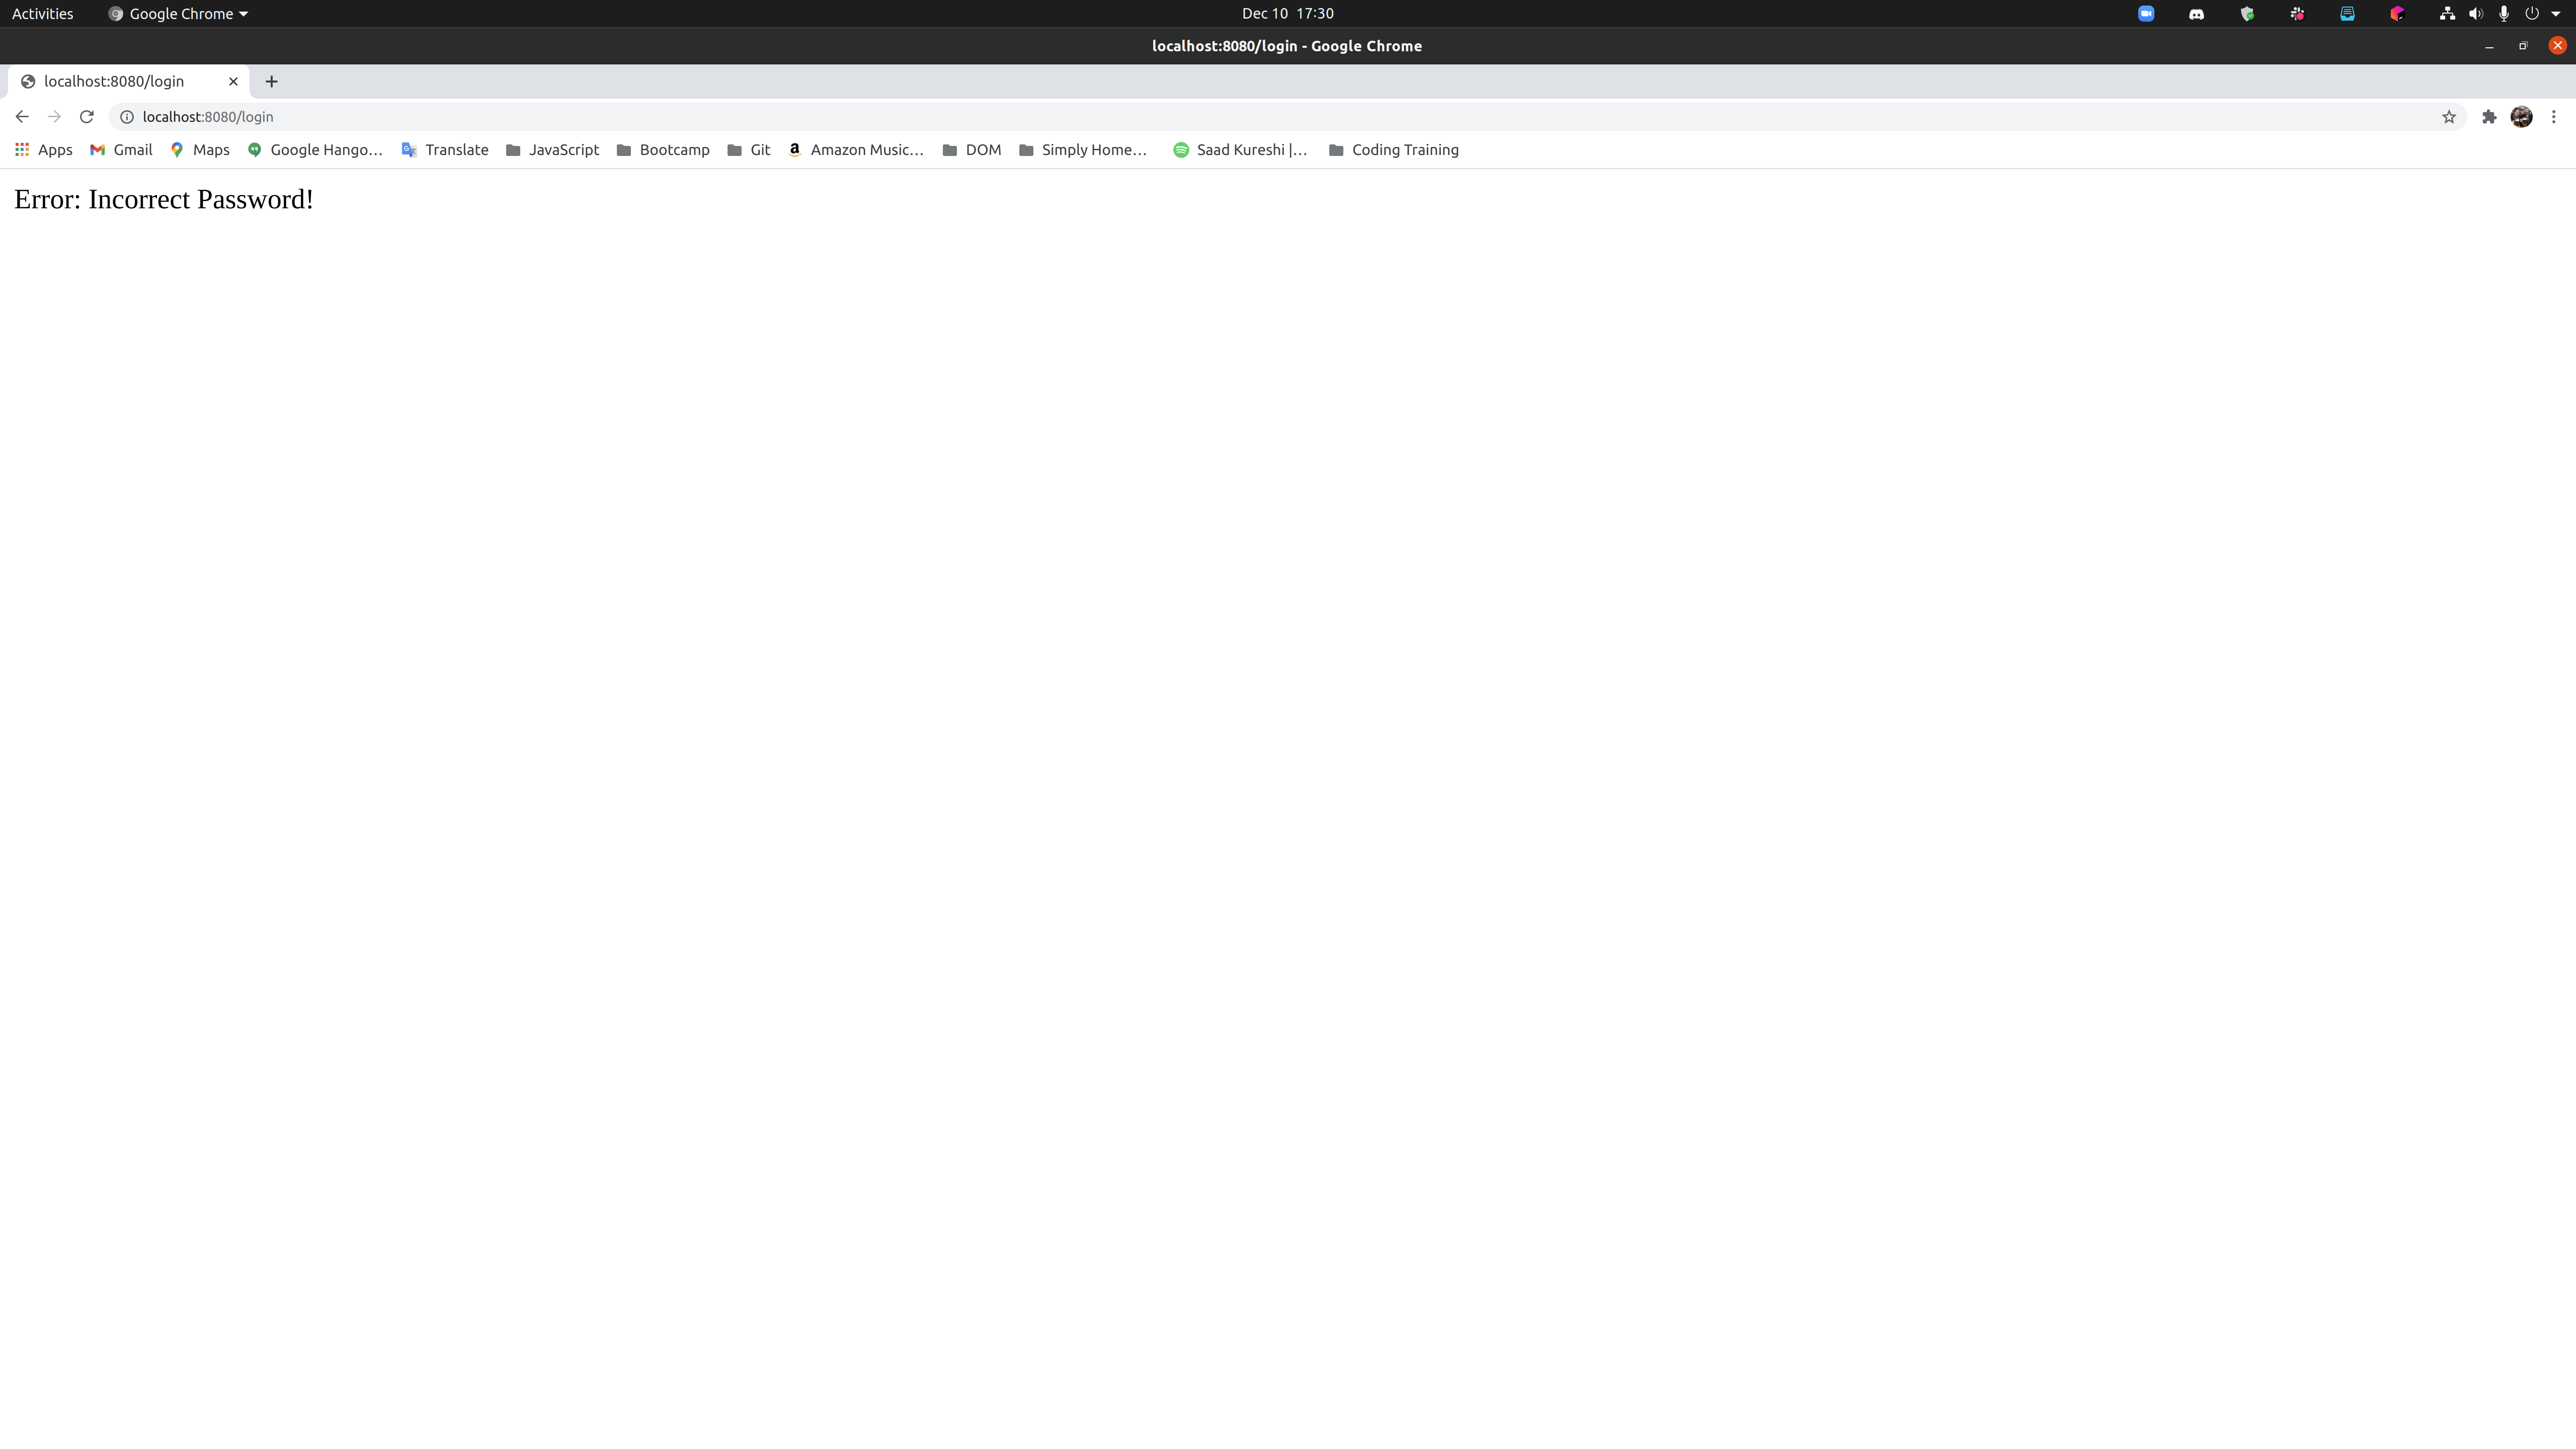 Activities Google Chrome Dec 10 17:30
localhost:8080/login - Google Chrome
localhost:8080/login
localhost:8080/login
Apps Gmail Maps Google Hango… Translate JavaScript Bootcamp Git Amazon Music… DOM Simply Home… Saad Kureshi |… Coding Training
Error: Incorrect Password!